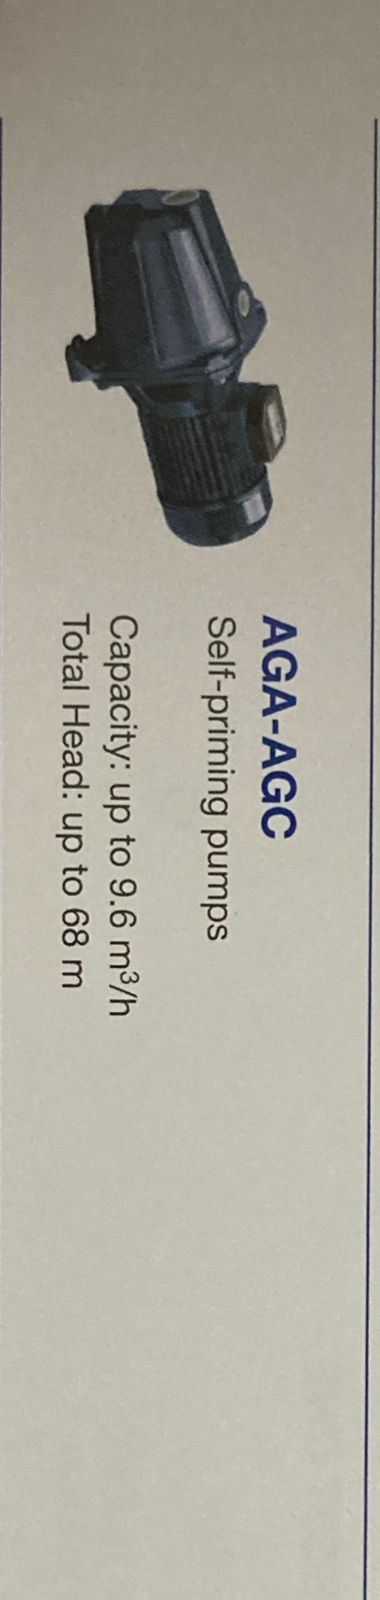 AGA-AGC
Self-priming pumps
Capacity: up to 9.6 m³/h
Total Head: up to 68 m